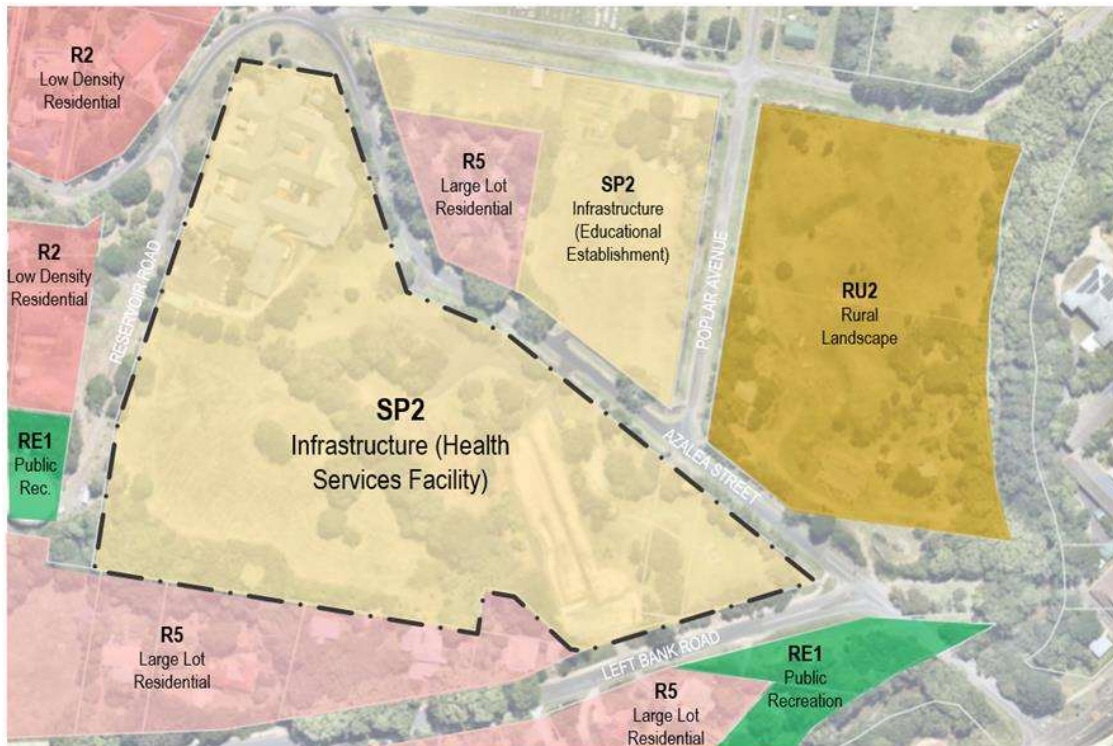 R2
Low Density
Residential
R5
Large Lot
Residential
SP2
Infrastructure
(Educational
Establishment)
POPLAR AVENUE
RU2
Rural
Landscape
R2
Low Density
Residential
RESERVOIR ROAD
RE1
Public
Rec.
SP2
Infrastructure (Health
Services Facility)
AZALEA STREET
R5
Large Lot
Residential
LEFT BANK ROAD
RE1
Public
Recreation
R5
Large Lot
Residential